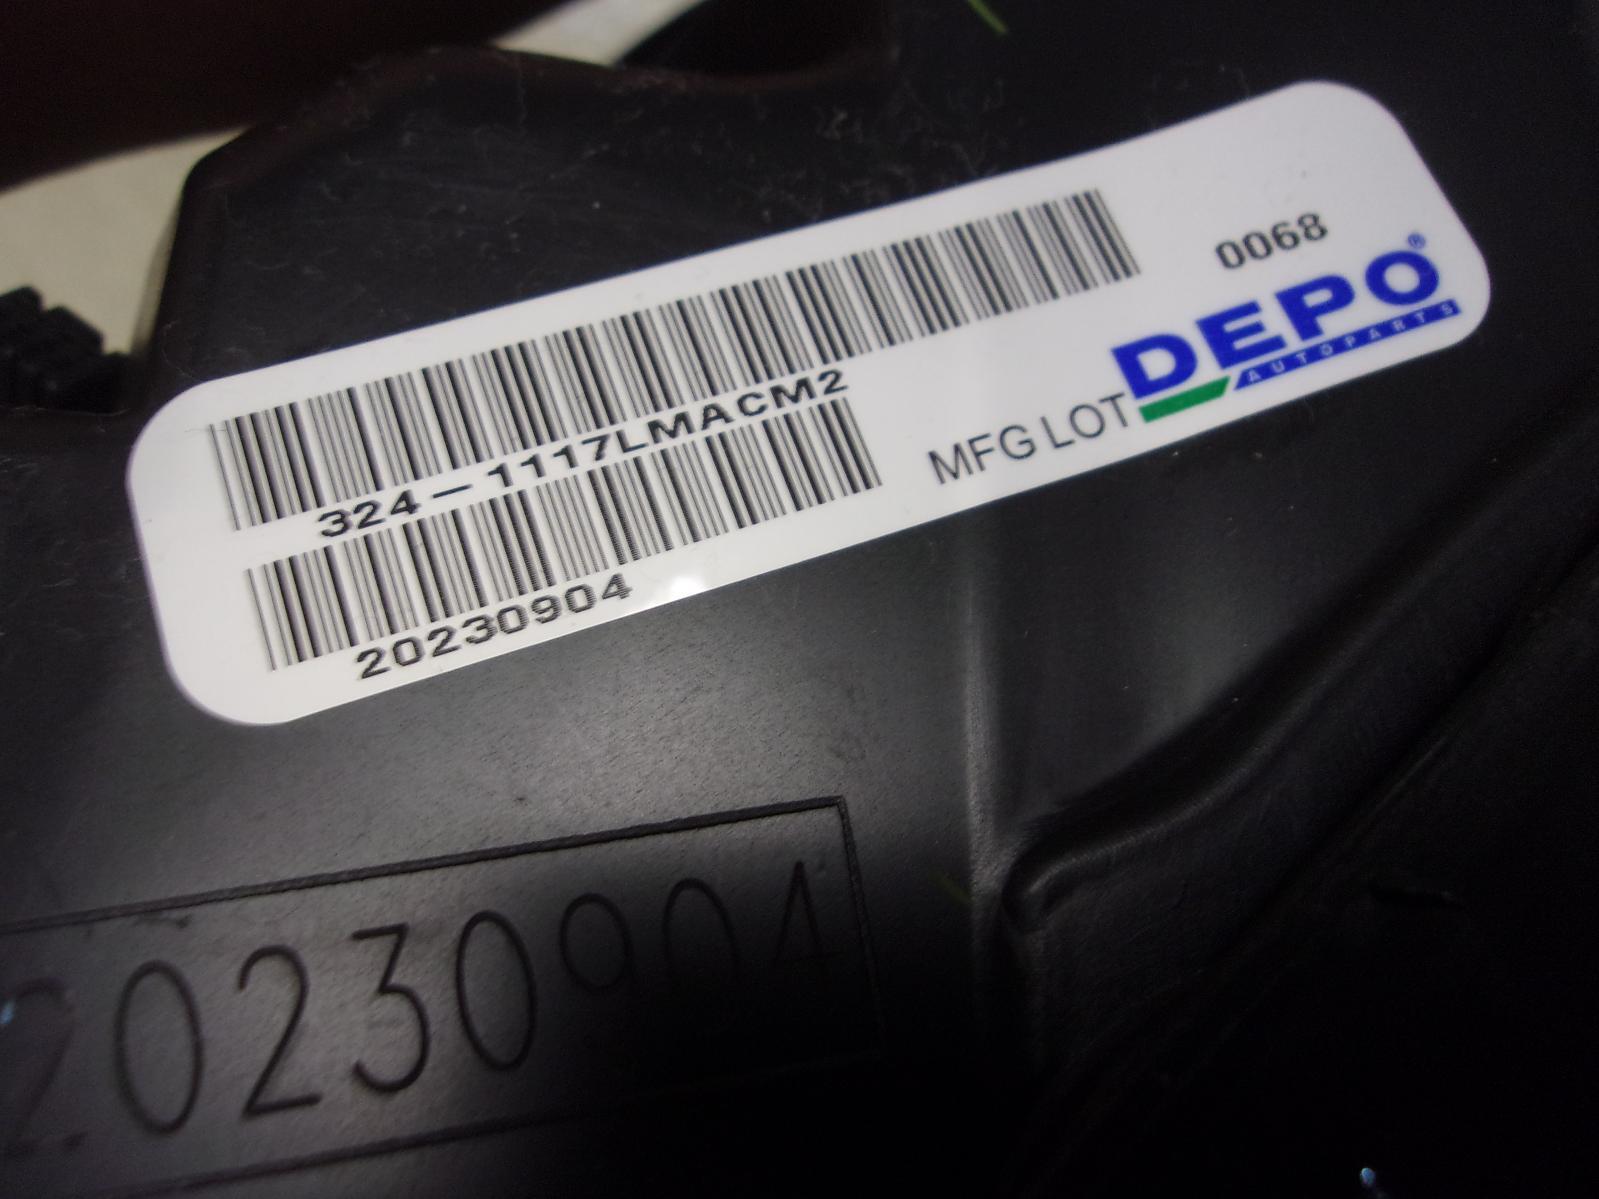 0068
324-1117LMACM2
MFG LOT
DEPO®
AUTOPARTS
20230904
20230904